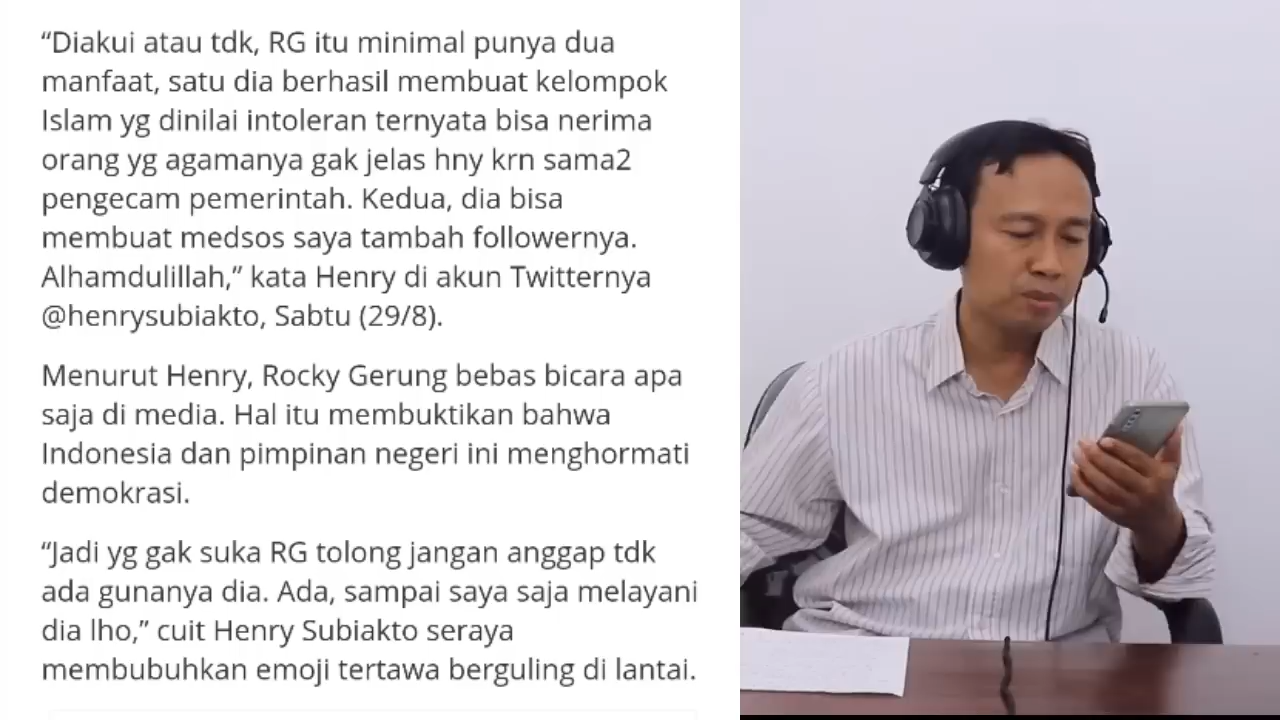 “Diakui atau tdk, RG itu minimal punya dua
manfaat, satu dia berhasil membuat kelompok
Islam yg dinilai intoleran ternyata bisa nerima
orang yg agamanya gak jelas hny krn sama2
pengecam pemerintah. Kedua, dia bisa
membuat medsos saya tambah followernya.
Alhamdulillah,” kata Henry di akun Twitternya
@henrysubiakto, Sabtu (29/8).
Menurut Henry, Rocky Gerung bebas bicara apa
saja di media. Hal itu membuktikan bahwa
Indonesia dan pimpinan negeri ini menghormati
demokrasi.
“Jadi yg gak suka RG tolong jangan anggap tdk
ada gunanya dia. Ada, sampai saya saja melayani
dia lho,” cuit Henry Subiakto seraya
membubuhkan emoji tertawa berguling di lantai.